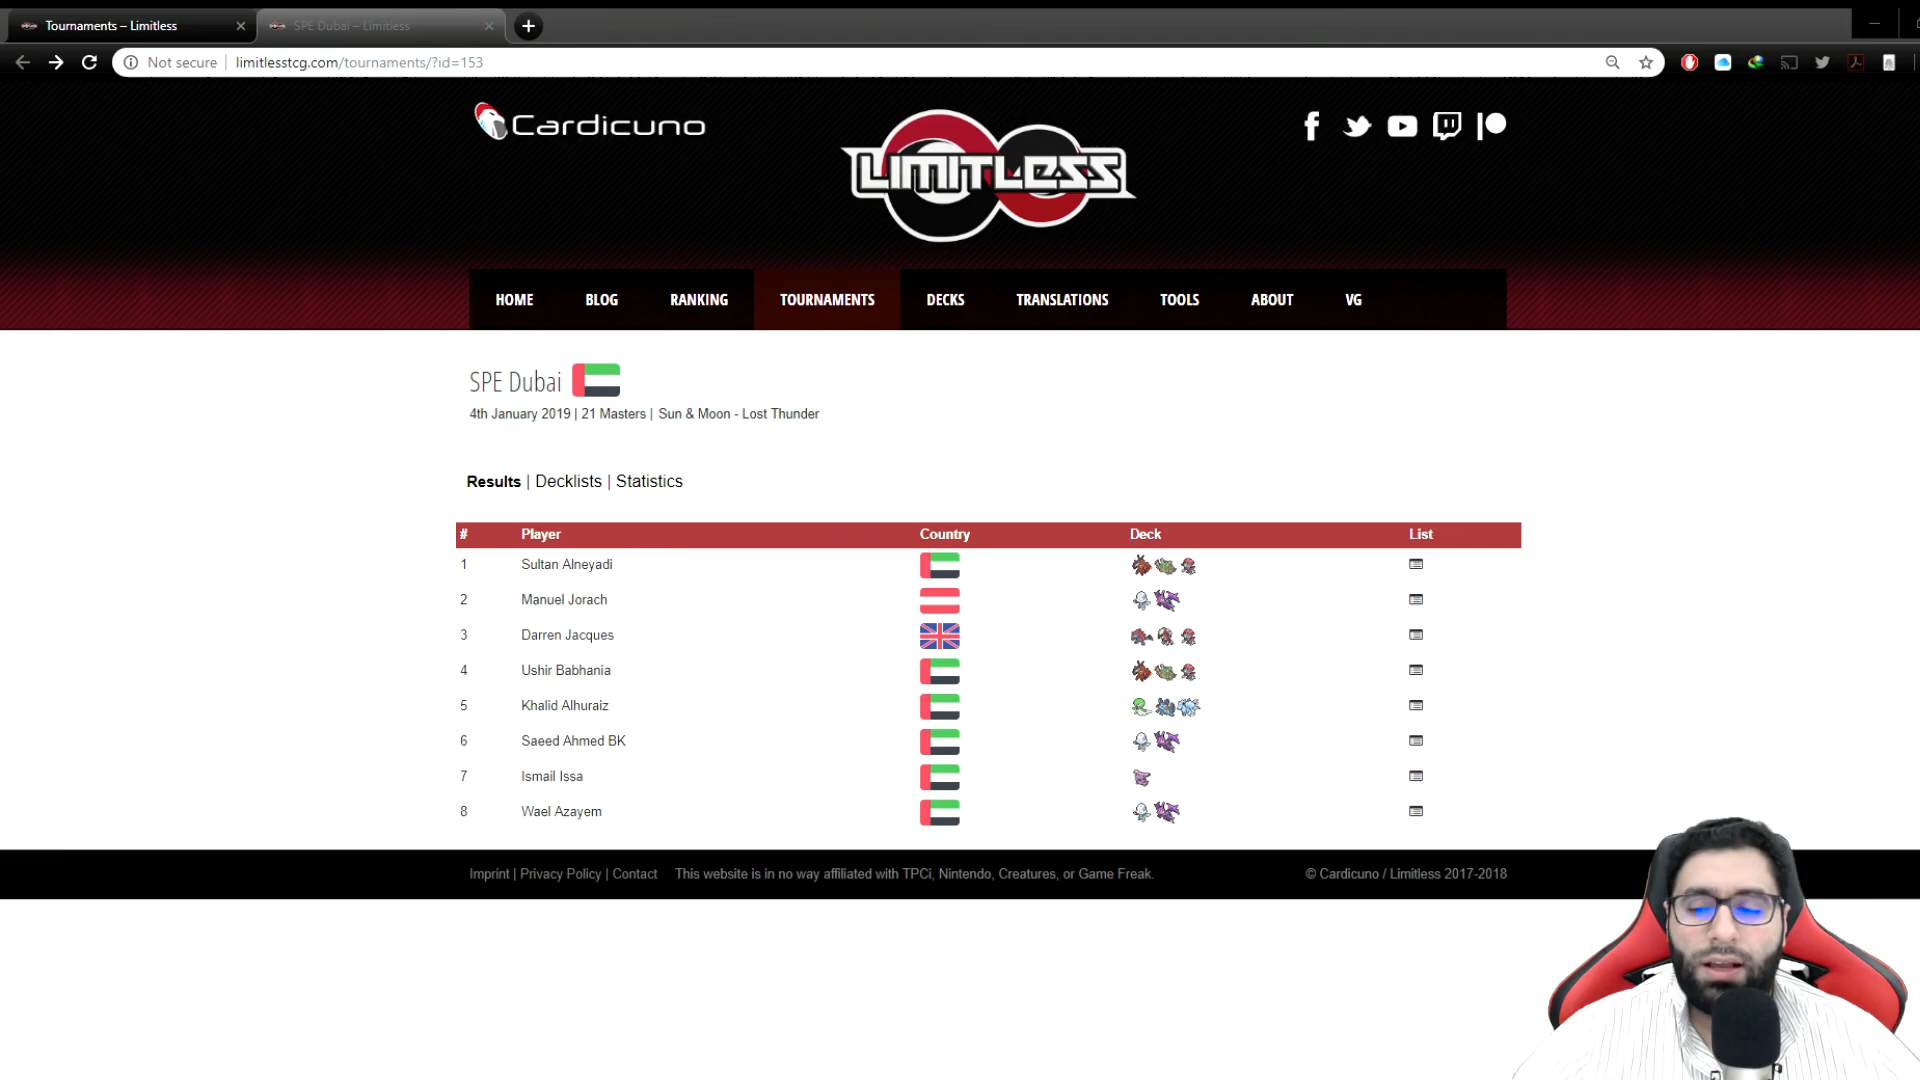 Tournaments – Limitless
SPE Dubai – Limitless
Not secure | limitlesstcg.com/tournaments/?id=153
Cardicuno
LIMITLESS
HOME BLOG RANKING TOURNAMENTS DECKS TRANSLATIONS TOOLS ABOUT VG
SPE Dubai
4th January 2019 | 21 Masters | Sun & Moon - Lost Thunder
Results | Decklists | Statistics
# Player Country Deck List
1 Sultan Alneyadi
2 Manuel Jorach
3 Darren Jacques
4 Ushir Babhania
5 Khalid Alhuraiz
6 Saeed Ahmed BK
7 Ismail Issa
8 Wael Azayem
Imprint | Privacy Policy | Contact This website is in no way affiliated with TPCi, Nintendo, Creatures, or Game Freak. © Cardicuno / Limitless 2017-2018